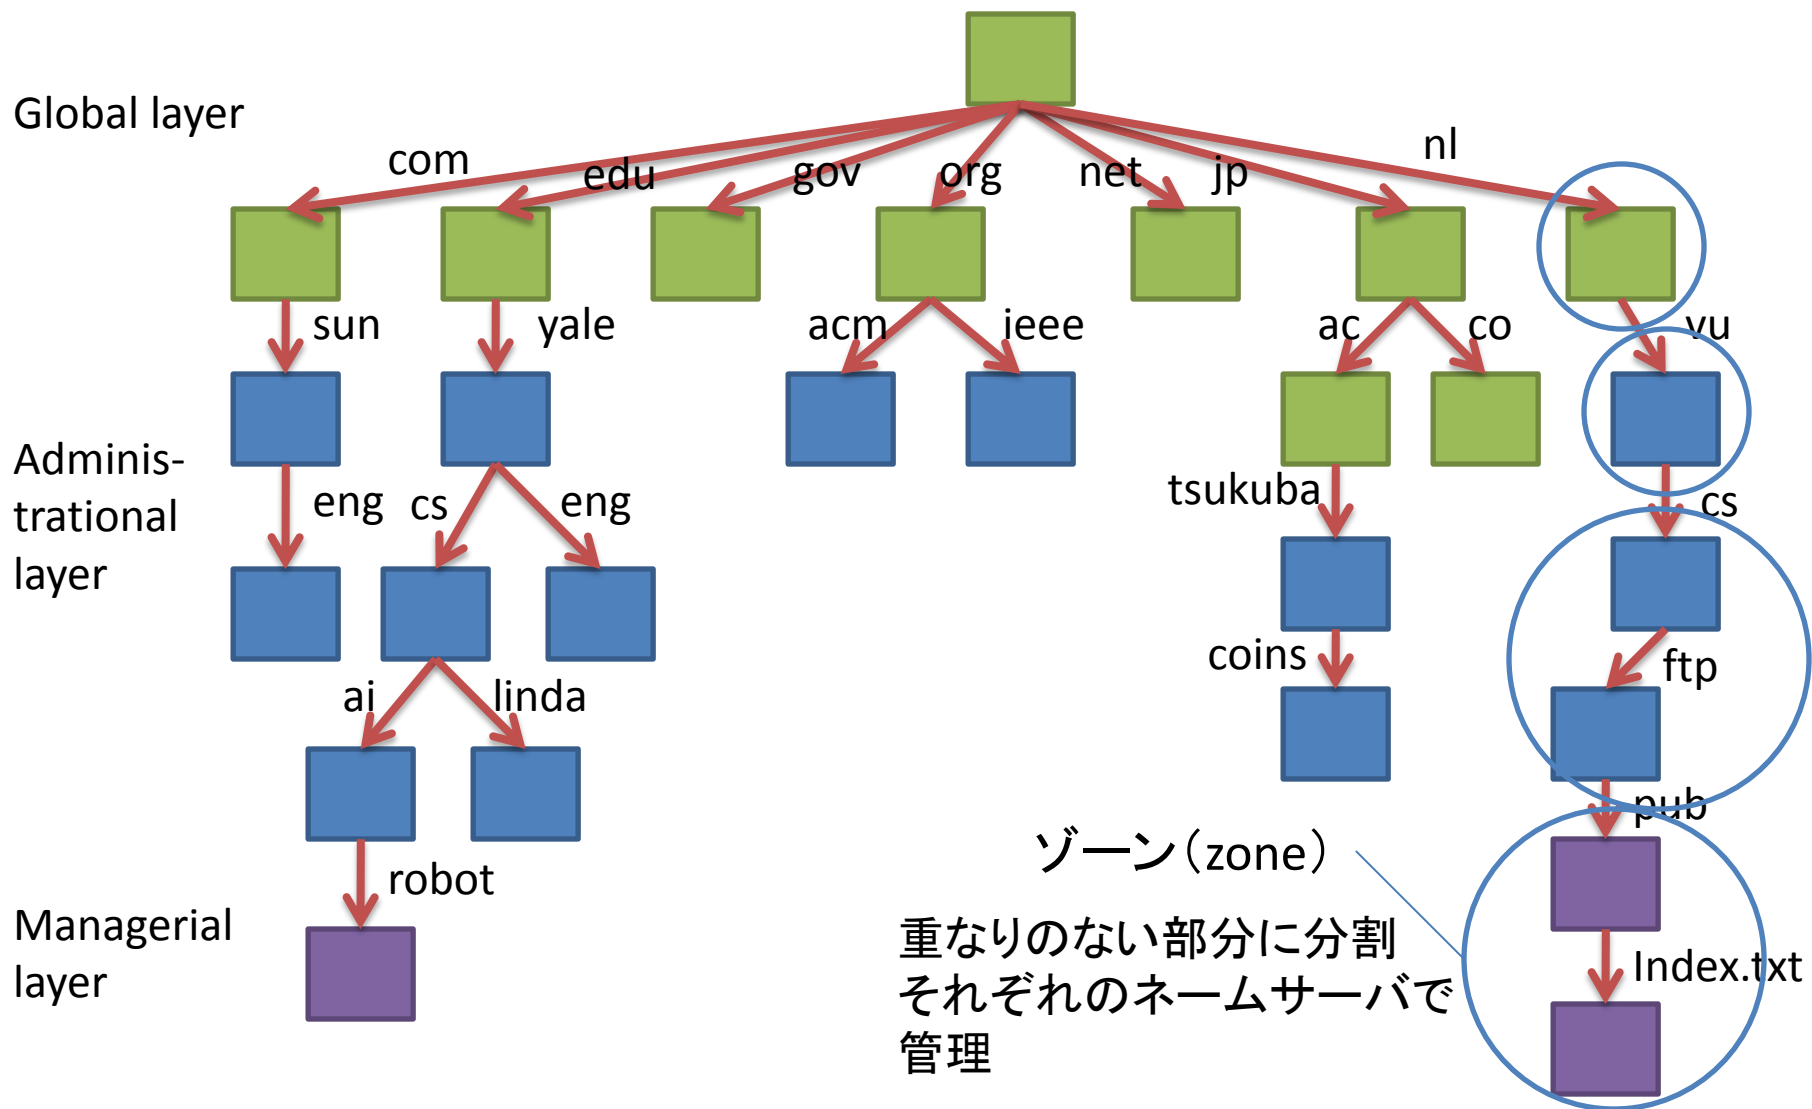 Global layer
com
edu
gov
org
net
jp
nl
sun
yale
acm
ieee
ac
co
vu
Adminis-
trational
layer
eng
cs
eng
tsukuba
cs
coins
ftp
ai
linda
pub
robot
ゾーン（zone）
Managerial
layer
重なりのない部分に分割
それぞれのネームサーバで
管理
Index.txt